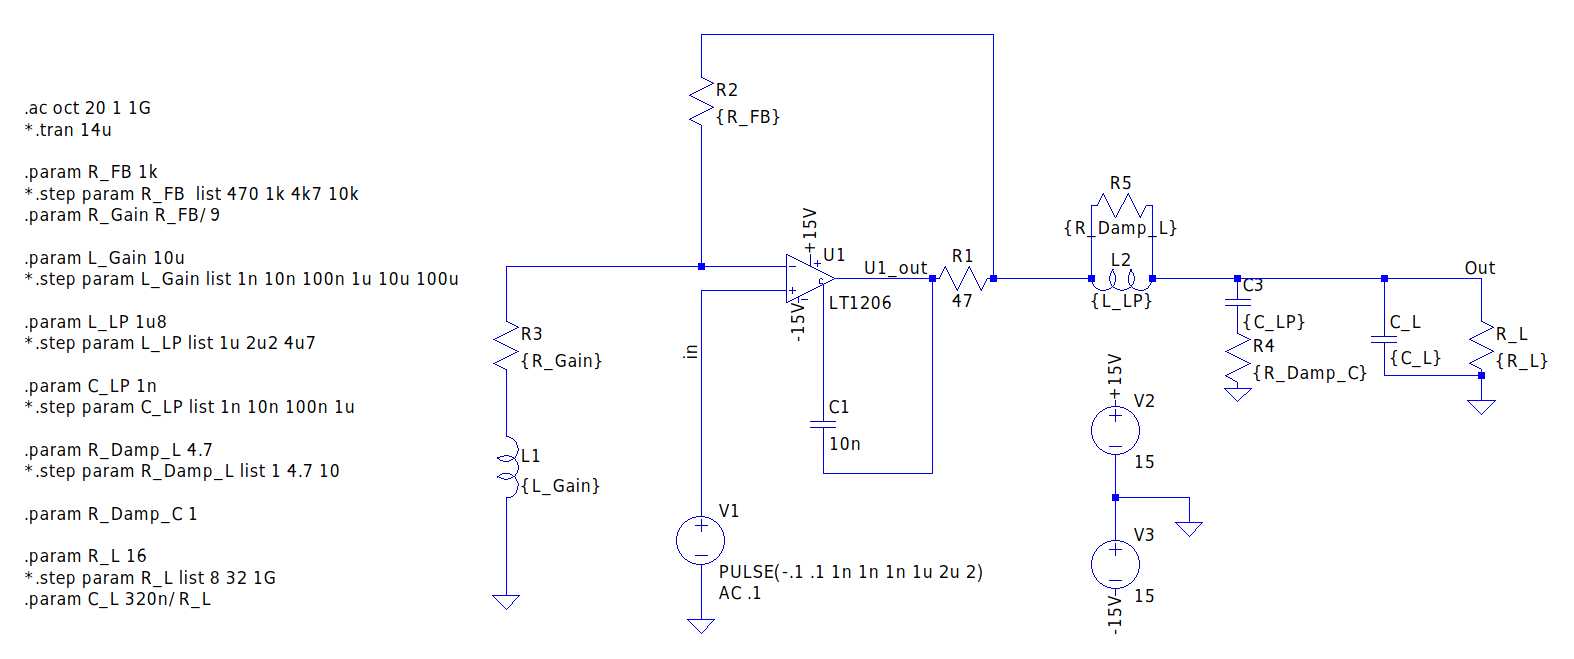 .ac oct 20 1 1G
*.tran 14u
.param R_FB 1k
*.step param R_FB  list 470 1k 4k7 10k
.param R_Gain R_FB/ 9
.param L_Gain 10u
*.step param L_Gain list 1n 10n 100n 1u 10u 100u
.param L_LP 1u8
*.step param L_LP list 1u 2u2 4u7
.param C_LP 1n
*.step param C_LP list 1n 10n 100n 1u
.param R_Damp_L 4.7
*.step param R_Damp_L list 1 4.7 10
.param R_Damp_C 1
.param R_L 16
*.step param R_L list 8 32 1G
.param C_L 320n/ R_L
R2
{R_FB}
R3
{R_Gain}
L1
{L_Gain}
in
V1
PULSE(-.1 .1 1n 1n 1n 1u 2u 2)
AC .1
+15V
U1
LT1206
-15V
C1
10n
U1_out
R1
47
R5
{R_Damp_L}
L2
{L_LP}
C3
{C_LP}
R4
{R_Damp_C}
C_L
{C_L}
Out
R_L
{R_L}
+15V
V2
15
V3
15
-15V